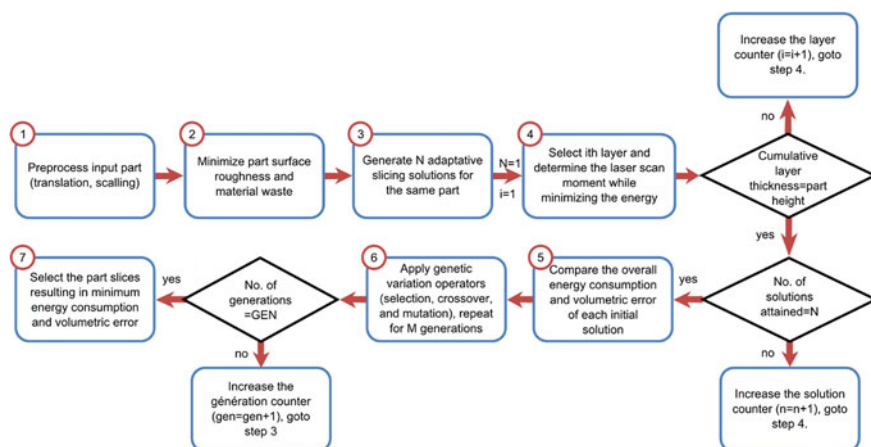 Increase the layer
counter (i=i+1), goto
step 4.
no
1
Preprocess input part
(translation, scalling)
2
Minimize part surface
roughness and
material waste
3
Generate N adaptative
slicing solutions for
the same part
N=1
i=1
4
Select ith layer and
determine the laser scan
moment while
minimizing the energy
Cumulative
layer
thickness=part
height
yes
7
Select the part slices
resulting in minimum
energy consumption
and volumetric error
yes
No. of
generations
=GEN
6
Apply genetic
variation operators
(selection, crossover,
and mutation), repeat
for M generations
5
Compare the overall
energy consumption
and volumetric error
of each initial
solution
yes
No. of
solutions
attained=N
no
Increase the
génération counter
(gen=gen+1), goto
step 3
no
Increase the solution
counter (n=n+1), goto
step 4.